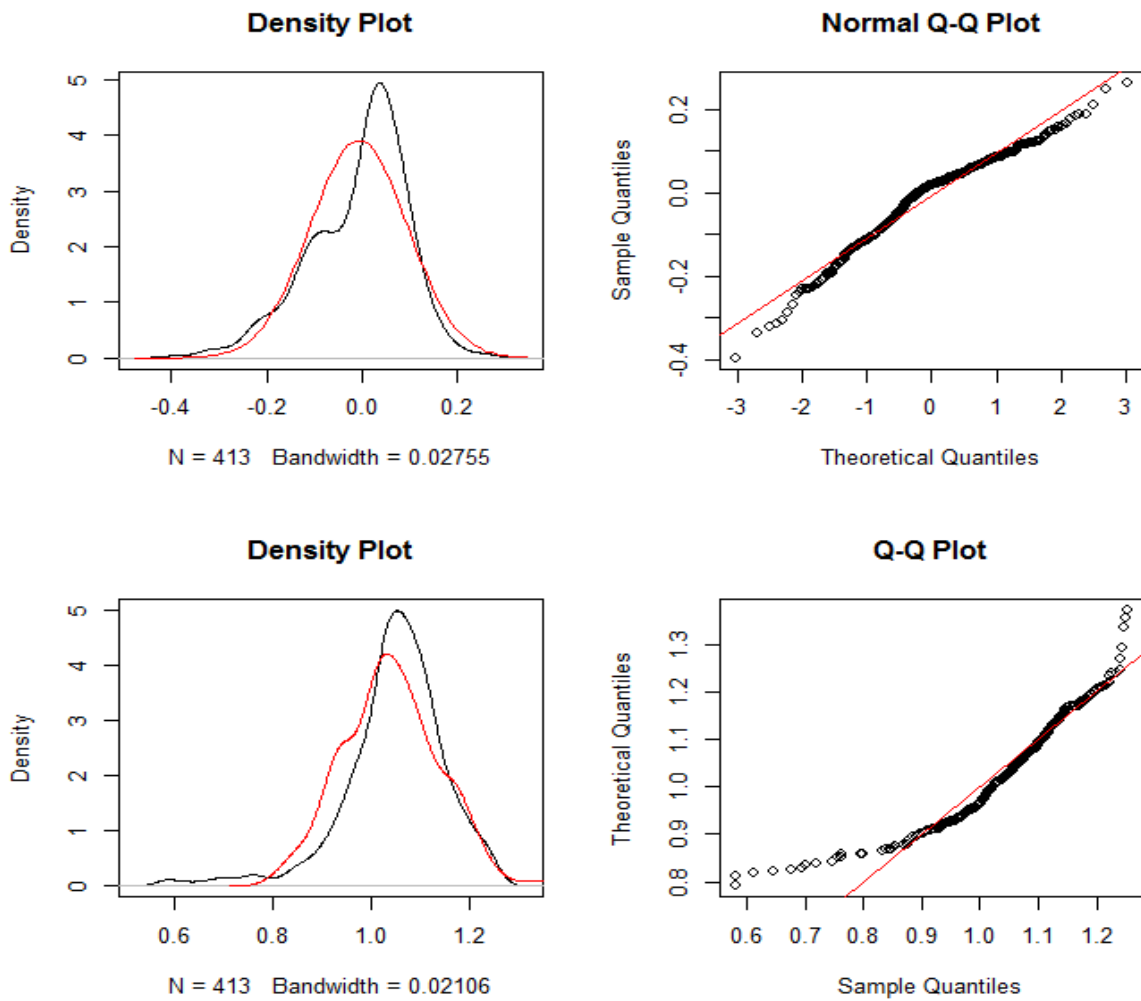 Density Plot
Density
0 1 2 3 4 5
-0.4 -0.2 0.0 0.2
N = 413 Bandwidth = 0.02755
Normal Q-Q Plot
Sample Quantiles
-0.4 -0.2 0.0 0.2
-3 -2 -1 0 1 2 3
Theoretical Quantiles
Density Plot
Density
0 1 2 3 4 5
0.6 0.8 1.0 1.2
N = 413 Bandwidth = 0.02106
Q-Q Plot
Theoretical Quantiles
0.8 0.9 1.0 1.1 1.2 1.3
0.6 0.7 0.8 0.9 1.0 1.1 1.2
Sample Quantiles